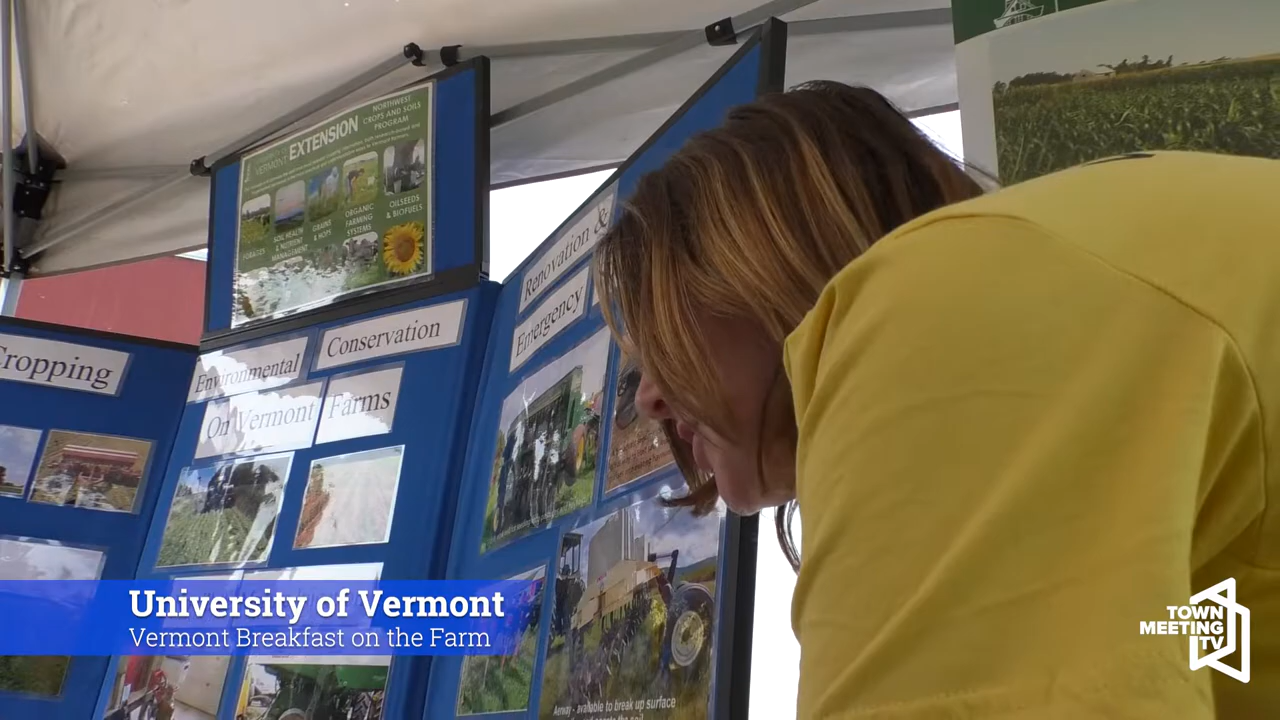 VERMONT EXTENSION
NORTHWEST
CROPS AND SOILS
PROGRAM
FORAGES
SOIL HEALTH
& NUTRIENT
MANAGEMENT
GRAINS
& HOPS
ORGANIC
FARMING
SYSTEMS
OILSEEDS
& BIOFUELS
Cropping
Environmental
Conservation
On Vermont
Farms
Renovation &
Emergency
Aerway - available to break up surface
University of Vermont
Vermont Breakfast on the Farm
TOWN
MEETING
TV